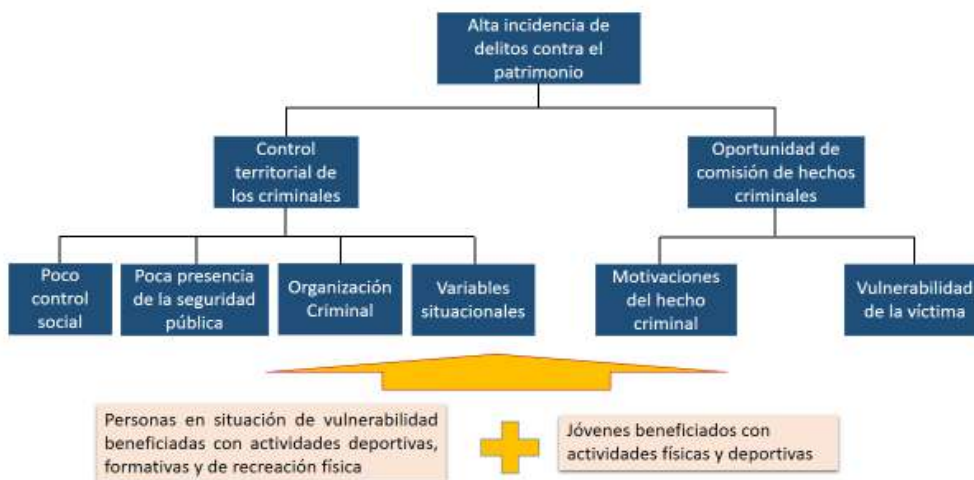 Alta incidencia de
delitos contra el
patrimonio
Control
territorial de
los criminales
Oportunidad de
comisión de hechos
criminales
Poco
control
social
Poca presencia
de la seguridad
pública
Organización
Criminal
Variables
situacionales
Motivaciones
del hecho
criminal
Vulnerabilidad
de la víctima
Personas en situación de vulnerabilidad
beneficiadas con actividades deportivas,
formativas y de recreación física
Jóvenes beneficiados con
actividades físicas y deportivas